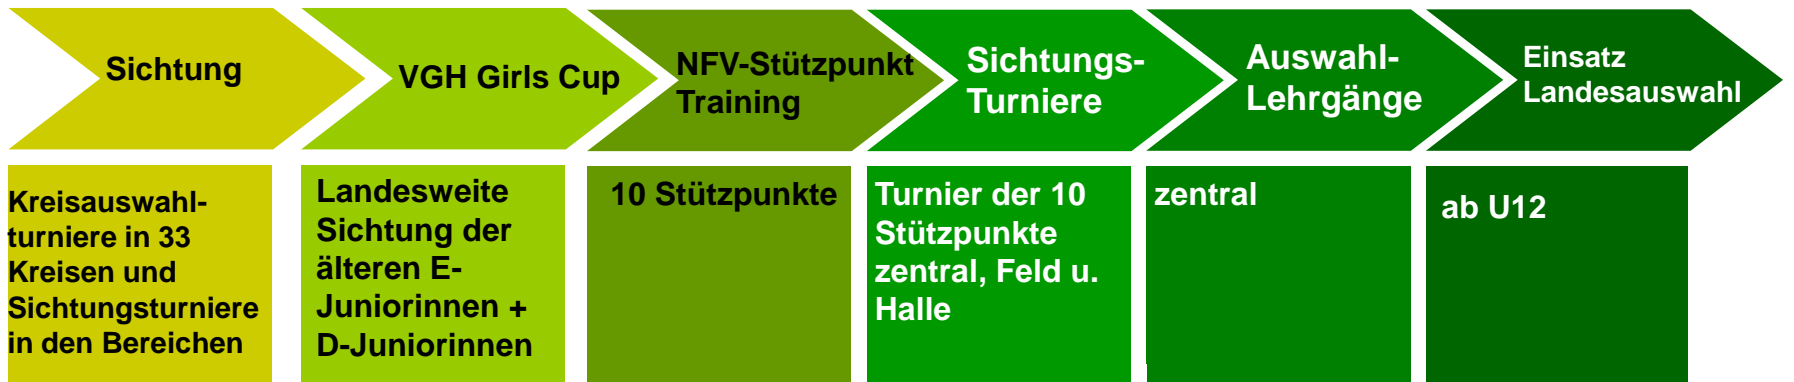 Sichtung
VGH Girls Cup
NFV-Stützpunkt
Training
Sichtungs-
Turniere
Auswahl-
Lehrgänge
Einsatz
Landesauswahl
Kreisauswahl-
turniere in 33
Kreisen und
Sichtungsturniere
in den Bereichen
Landesweite
Sichtung der
älteren E-
Juniorinnen +
D-Juniorinnen
10 Stützpunkte
Turnier der 10
Stützpunkte
zentral, Feld u.
Halle
zentral
ab U12